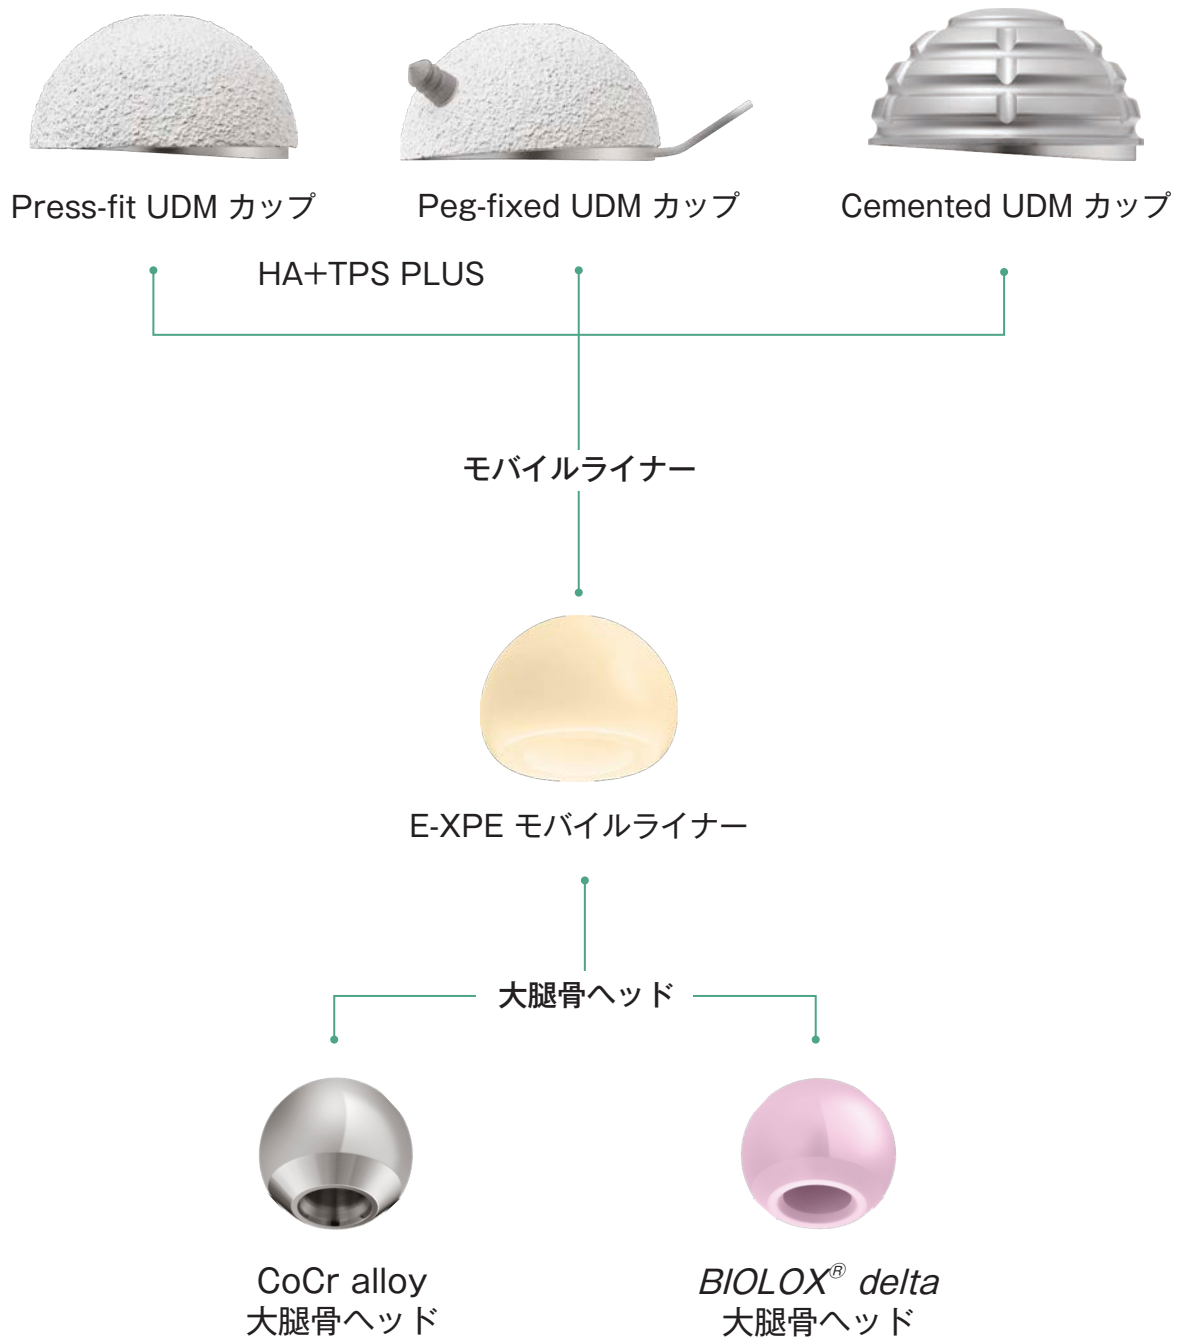 Press-fit UDM カップ
Peg-fixed UDM カップ
Cemented UDM カップ
HA+TPS PLUS
モバイルライナー
E-XPE モバイルライナー
大腿骨ヘッド
CoCr alloy
大腿骨ヘッド
BIOLOX® delta
大腿骨ヘッド